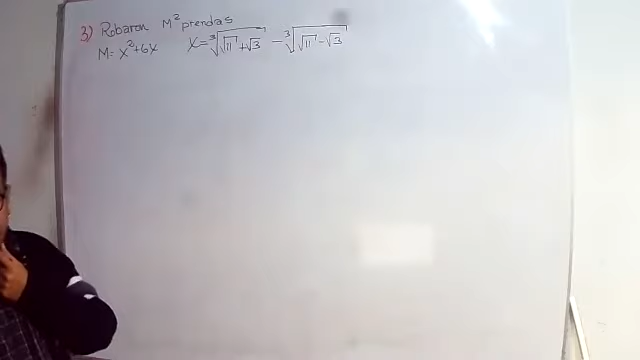 3) Robaron M² prendas
M= x²+6x X=∛(√11+√3) - ∛(√11-√3)